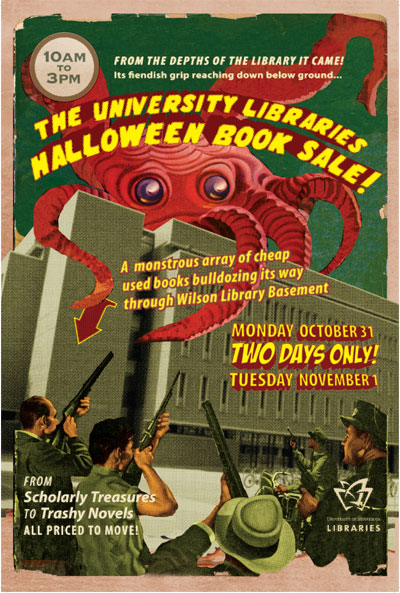 10AM
TO
3PM
FROM THE DEPTHS OF THE LIBRARY IT CAME!
Its fiendish grip reaching down below ground...
THE UNIVERSITY LIBRARIES
HALLOWEEN BOOK SALE!
A monstrous array of cheap
used books bulldozing its way
through Wilson Library Basement
MONDAY OCTOBER 31
TWO DAYS ONLY!
TUESDAY NOVEMBER 1
FROM
Scholarly Treasures
TO Trashy Novels
ALL PRICED TO MOVE!
UNIVERSITY OF MINNESOTA
LIBRARIES